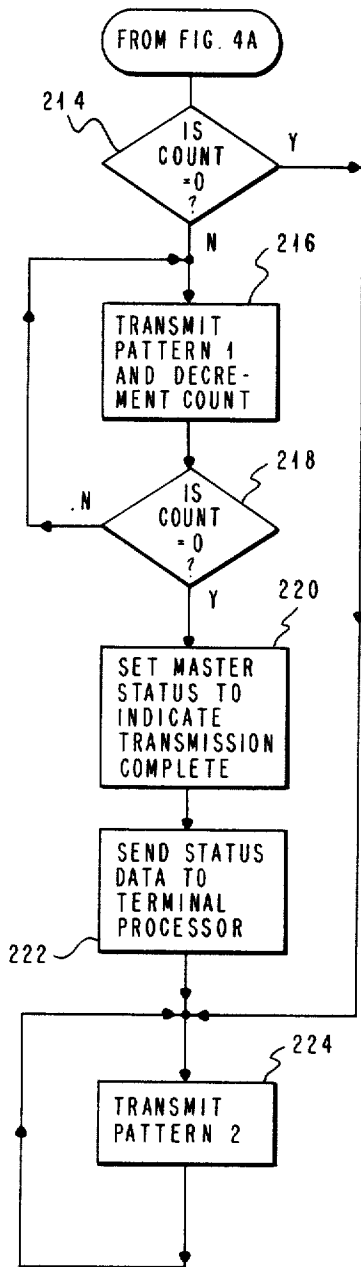 FROM FIG. 4A
214
IS
COUNT
=0
?
Y
N
216
TRANSMIT
PATTERN 1
AND DECRE-
MENT COUNT
218
N
IS
COUNT
=0
?
Y
220
SET MASTER
STATUS TO
INDICATE
TRANSMISSION
COMPLETE
SEND STATUS
DATA TO
TERMINAL
PROCESSOR
222
224
TRANSMIT
PATTERN 2